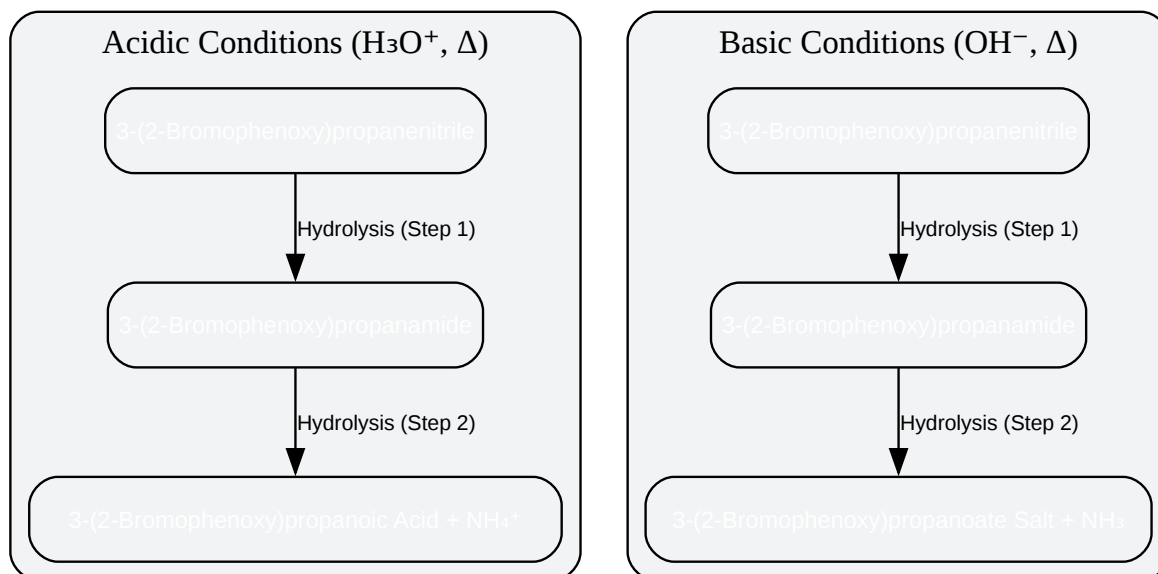 Acidic Conditions (H₃O⁺, Δ)
3-(2-Bromophenoxy)propanenitrile
Hydrolysis (Step 1)
3-(2-Bromophenoxy)propanamide
Hydrolysis (Step 2)
3-(2-Bromophenoxy)propanoic Acid + NH₄⁺
Basic Conditions (OH⁻, Δ)
3-(2-Bromophenoxy)propanenitrile
Hydrolysis (Step 1)
3-(2-Bromophenoxy)propanamide
Hydrolysis (Step 2)
3-(2-Bromophenoxy)propanoate Salt + NH₃